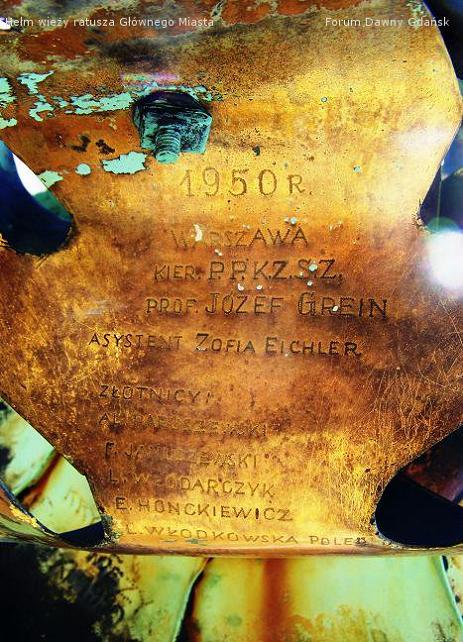 Hełm wieży ratusza Głównego Miasta
Forum Dawny Gdańsk
1950 R.
WARSZAWA
KIER. P.P.K.Z.S.Z.
PROF. JÓZEF GREIN
ASYSTENT ZOFIA EICHLER
ZŁOTNICY:
L. WŁODARCZYK
E. HONCKIEWICZ
L. WŁODKOWSKA POLER